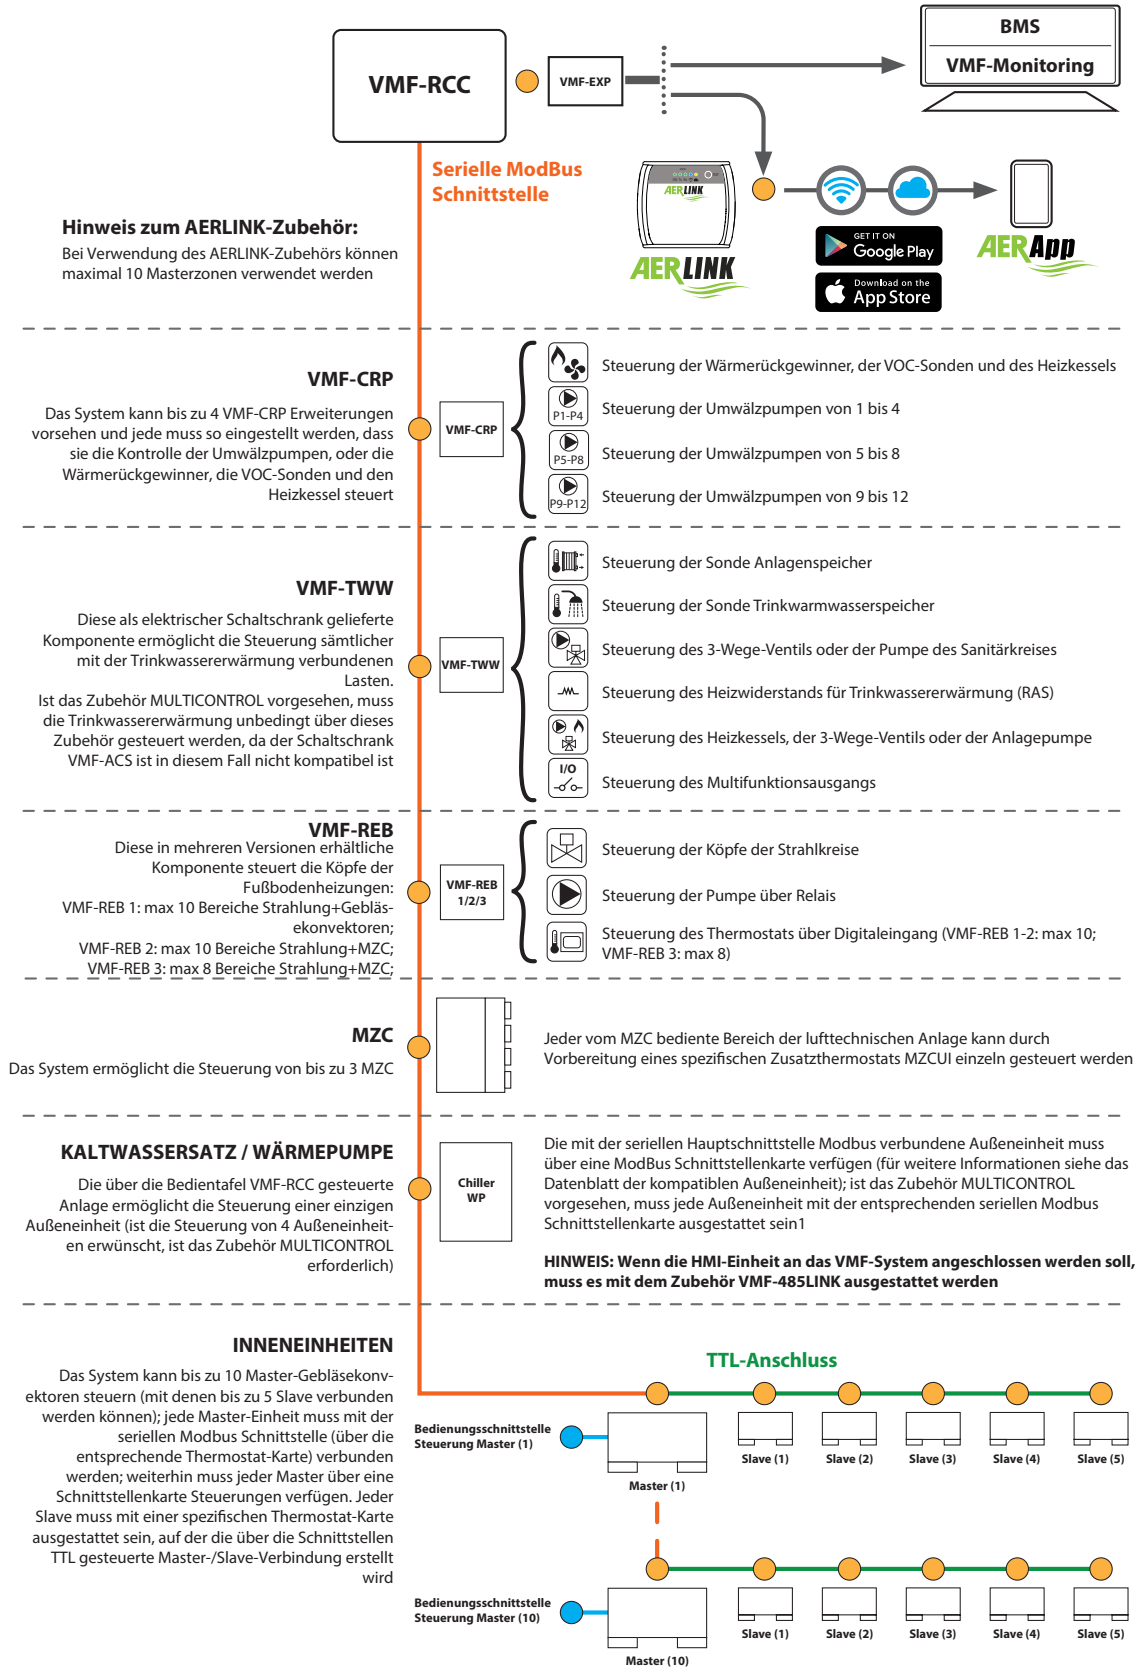 VMF-RCC
VMF-EXP
BMS
VMF-Monitoring
Serielle ModBus
Schnittstelle
AERLINK
AERLINK
GET IT ON
Google Play
Download on the
App Store
AERApp
Hinweis zum AERLINK-Zubehör:
Bei Verwendung des AERLINK-Zubehörs können
maximal 10 Masterzonen verwendet werden
VMF-CRP
Das System kann bis zu 4 VMF-CRP Erweiterungen
vorsehen und jede muss so eingestellt werden, dass
sie die Kontrolle der Umwälzpumpen, oder die
Wärmerückgewinner, die VOC-Sonden und den
Heizkessel steuert
VMF-CRP
Steuerung der Wärmerückgewinner, der VOC-Sonden und des Heizkessels
P1-P4
Steuerung der Umwälzpumpen von 1 bis 4
P5-P8
Steuerung der Umwälzpumpen von 5 bis 8
P9-P12
Steuerung der Umwälzpumpen von 9 bis 12
VMF-TWW
Diese als elektrischer Schaltschrank gelieferte
Komponente ermöglicht die Steuerung sämtlicher
mit der Trinkwassererwärmung verbundenen
Lasten.
Ist das Zubehör MULTICONTROL vorgesehen, muss
die Trinkwassererwärmung unbedingt über dieses
Zubehör gesteuert werden, da der Schaltschrank
VMF-ACS ist in diesem Fall nicht kompatibel ist
VMF-TWW
Steuerung der Sonde Anlagenspeicher
Steuerung der Sonde Trinkwarmwasserspeicher
Steuerung des 3-Wege-Ventils oder der Pumpe des Sanitärkreises
Steuerung des Heizwiderstands für Trinkwassererwärmung (RAS)
Steuerung des Heizkessels, der 3-Wege-Ventils oder der Anlagepumpe
I/O
Steuerung des Multifunktionsausgangs
VMF-REB
Diese in mehreren Versionen erhältliche
Komponente steuert die Köpfe der
Fußbodenheizungen:
VMF-REB 1: max 10 Bereiche Strahlung+Gebläs-
ekonvektoren;
VMF-REB 2: max 10 Bereiche Strahlung+MZC;
VMF-REB 3: max 8 Bereiche Strahlung+MZC;
VMF-REB
1/2/3
Steuerung der Köpfe der Strahlkreise
Steuerung der Pumpe über Relais
Steuerung des Thermostats über Digitaleingang (VMF-REB 1-2: max 10;
VMF-REB 3: max 8)
MZC
Das System ermöglicht die Steuerung von bis zu 3 MZC
Jeder vom MZC bediente Bereich der lufttechnischen Anlage kann durch
Vorbereitung eines spezifischen Zusatzthermostats MZCUI einzeln gesteuert werden
KALTWASSERSATZ / WÄRMEPUMPE
Die über die Bedientafel VMF-RCC gesteuerte
Anlage ermöglicht die Steuerung einer einzigen
Außeneinheit (ist die Steuerung von 4 Außeneinheit-
en erwünscht, ist das Zubehör MULTICONTROL
erforderlich)
Chiller
WP
Die mit der seriellen Hauptschnittstelle Modbus verbundene Außeneinheit muss
über eine ModBus Schnittstellenkarte verfügen (für weitere Informationen siehe das
Datenblatt der kompatiblen Außeneinheit); ist das Zubehör MULTICONTROL
vorgesehen, muss jede Außeneinheit mit der entsprechenden seriellen Modbus
Schnittstellenkarte ausgestattet sein1
HINWEIS: Wenn die HMI-Einheit an das VMF-System angeschlossen werden soll,
muss es mit dem Zubehör VMF-485LINK ausgestattet werden
INNENEINHEITEN
Das System kann bis zu 10 Master-Gebläsekonv-
ektoren steuern (mit denen bis zu 5 Slave verbunden
werden können); jede Master-Einheit muss mit der
seriellen Modbus Schnittstelle (über die
entsprechende Thermostat-Karte) verbunden
werden; weiterhin muss jeder Master über eine
Schnittstellenkarte Steuerungen verfügen. Jeder
Slave muss mit einer spezifischen Thermostat-Karte
ausgestattet sein, auf der die über die Schnittstellen
TTL gesteuerte Master-/Slave-Verbindung erstellt
wird
TTL-Anschluss
Bedienungsschnittstelle
Steuerung Master (1)
Master (1)
Slave (1)
Slave (2)
Slave (3)
Slave (4)
Slave (5)
Bedienungsschnittstelle
Steuerung Master (10)
Master (10)
Slave (1)
Slave (2)
Slave (3)
Slave (4)
Slave (5)